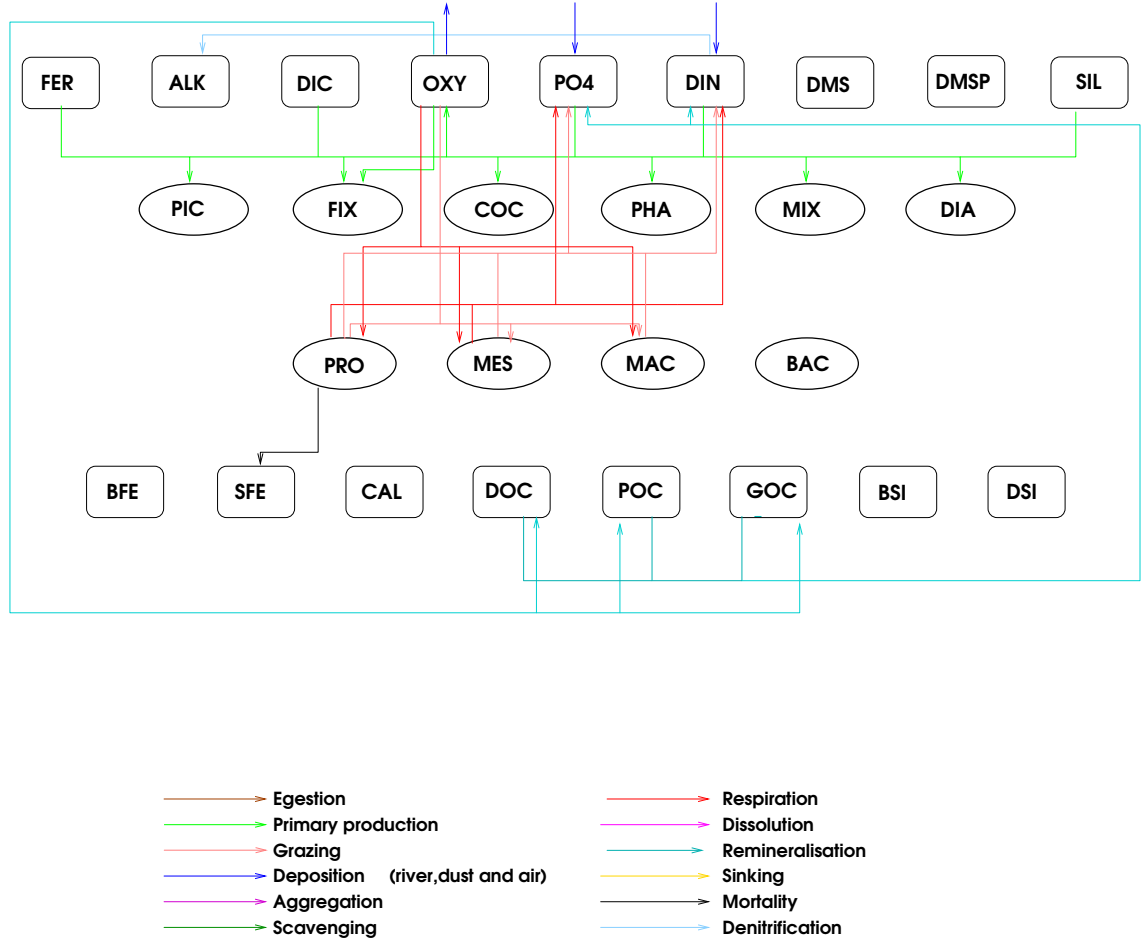 FER ALK DIC OXY PO4 DIN DMS DMSP SIL
PIC FIX COC PHA MIX DIA
PRO MES MAC BAC
BFE SFE CAL DOC POC GOC BSI DSI
Egestion Respiration
Primary production Dissolution
Grazing Remineralisation
Deposition (river,dust and air) Sinking
Aggregation Mortality
Scavenging Denitrification